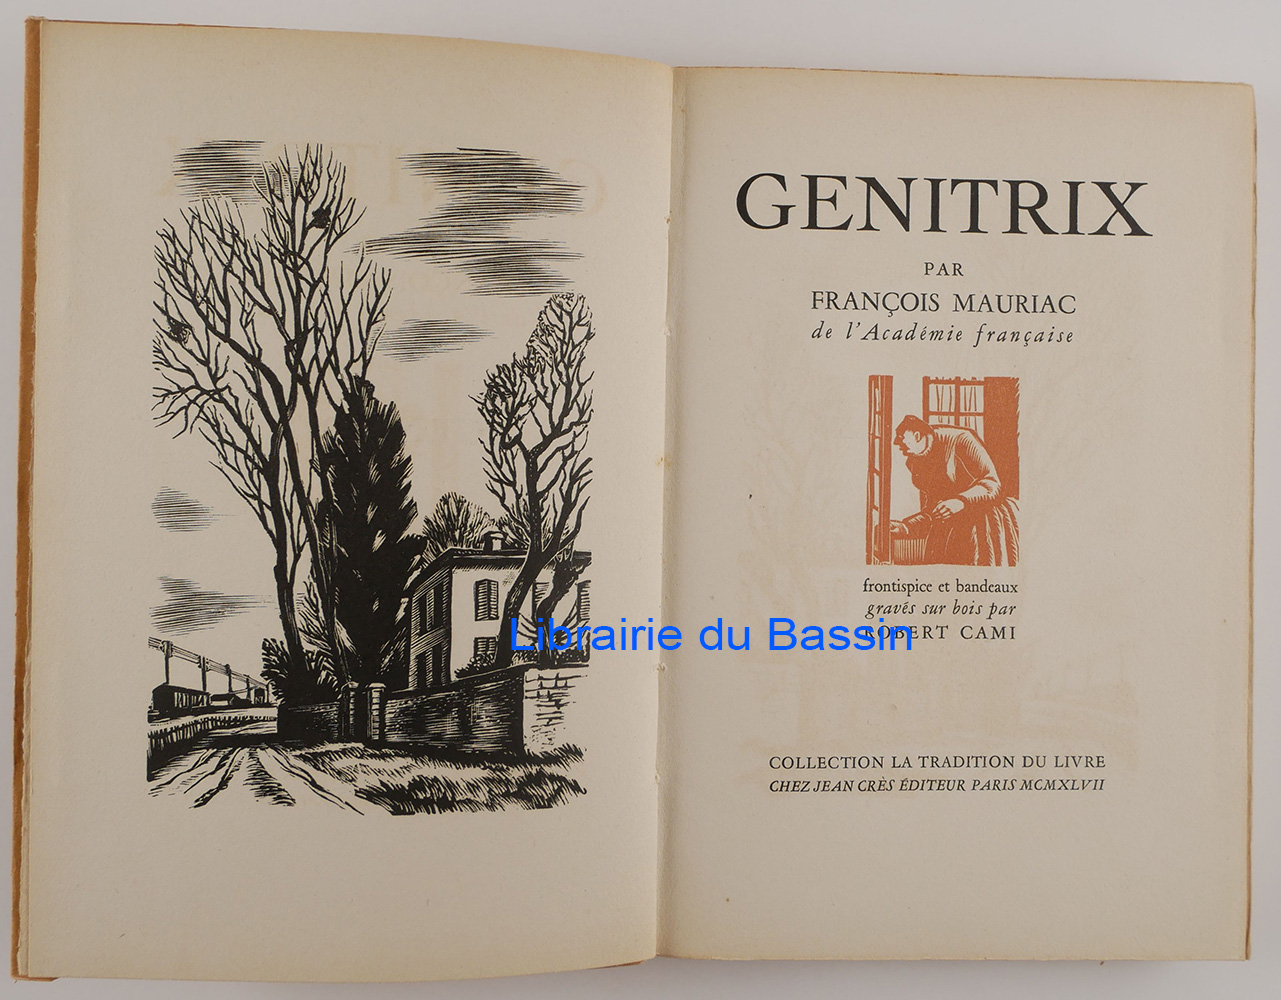 GENITRIX
PAR
FRANÇOIS MAURIAC
de l'Académie française
frontispice et bandeaux
gravés sur bois par
ROBERT CAMI
Librairie du Bassin
COLLECTION LA TRADITION DU LIVRE
CHEZ JEAN CRÈS ÉDITEUR PARIS MCMXLVII